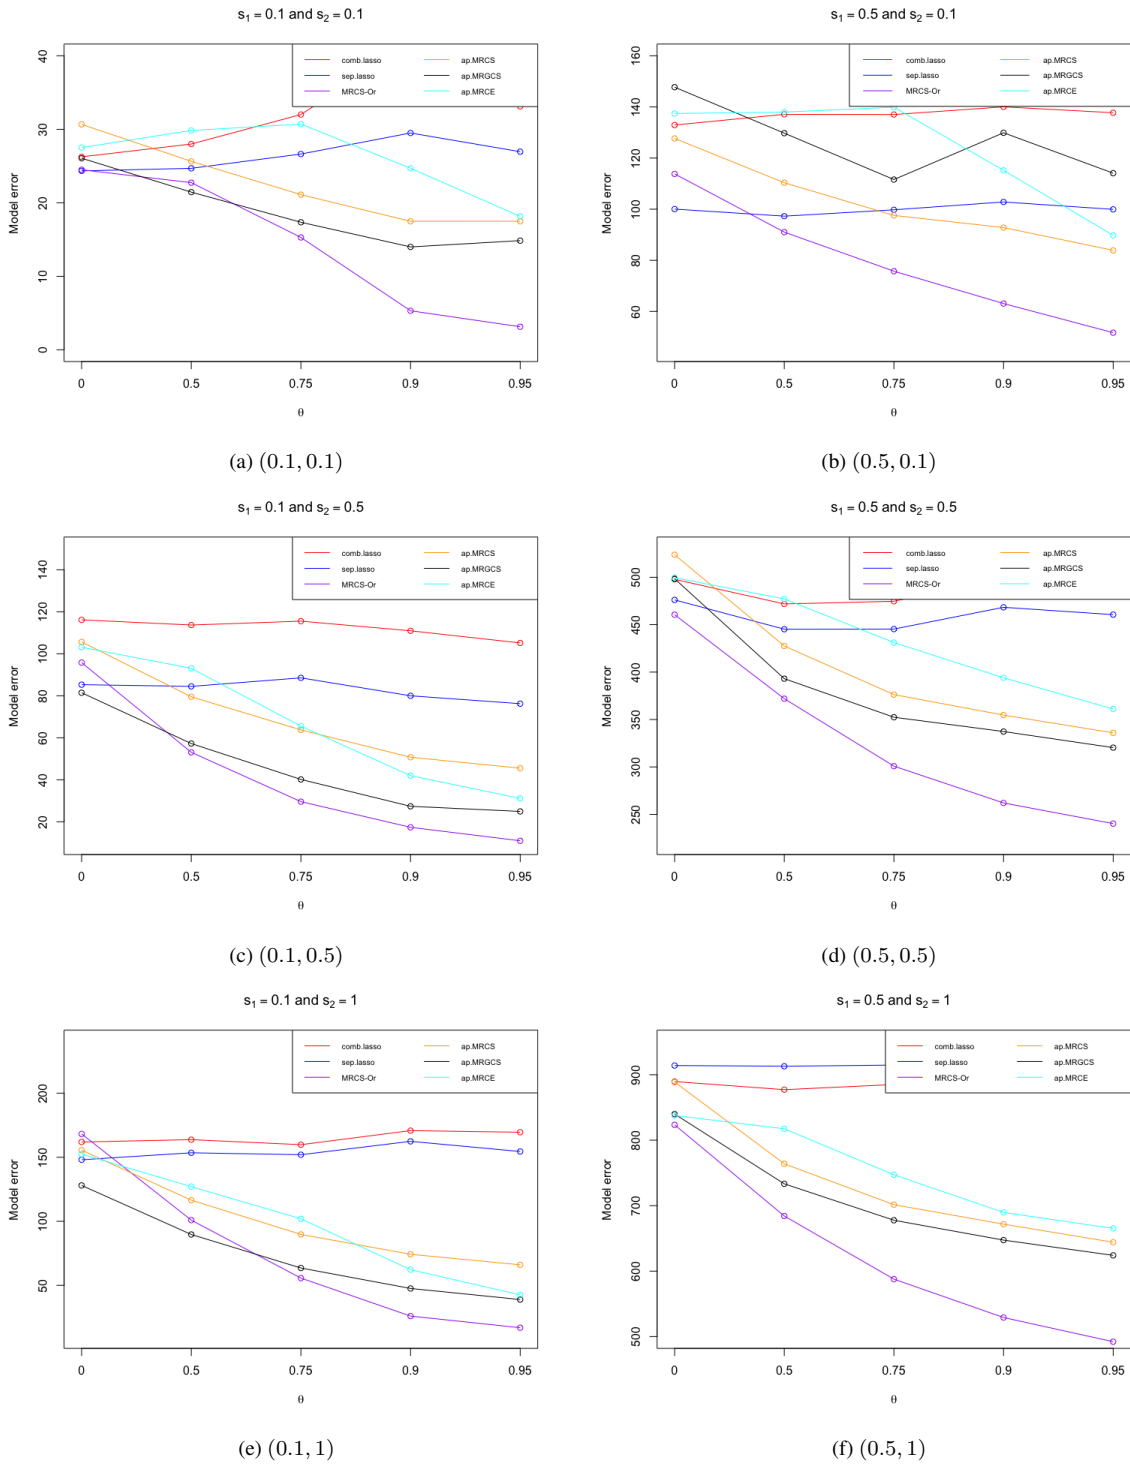 s₁ = 0.1 and s₂ = 0.1
Model error
40
30
20
10
0
comb.lasso
sep.lasso
MRCS-Or
ap.MRCS
ap.MRGCS
ap.MRCE
0 0.5 0.75 0.9 0.95
θ
(a) (0.1, 0.1)
s₁ = 0.5 and s₂ = 0.1
Model error
160
140
120
100
80
60
comb.lasso
sep.lasso
MRCS-Or
ap.MRCS
ap.MRGCS
ap.MRCE
0 0.5 0.75 0.9 0.95
θ
(b) (0.5, 0.1)
s₁ = 0.1 and s₂ = 0.5
Model error
140
120
100
80
60
40
20
comb.lasso
sep.lasso
MRCS-Or
ap.MRCS
ap.MRGCS
ap.MRCE
0 0.5 0.75 0.9 0.95
θ
(c) (0.1, 0.5)
s₁ = 0.5 and s₂ = 0.5
Model error
500
450
400
350
300
250
comb.lasso
sep.lasso
MRCS-Or
ap.MRCS
ap.MRGCS
ap.MRCE
0 0.5 0.75 0.9 0.95
θ
(d) (0.5, 0.5)
s₁ = 0.1 and s₂ = 1
Model error
200
150
100
50
comb.lasso
sep.lasso
MRCS-Or
ap.MRCS
ap.MRGCS
ap.MRCE
0 0.5 0.75 0.9 0.95
θ
(e) (0.1, 1)
s₁ = 0.5 and s₂ = 1
Model error
900
800
700
600
500
comb.lasso
sep.lasso
MRCS-Or
ap.MRCS
ap.MRGCS
ap.MRCE
0 0.5 0.75 0.9 0.95
θ
(f) (0.5, 1)